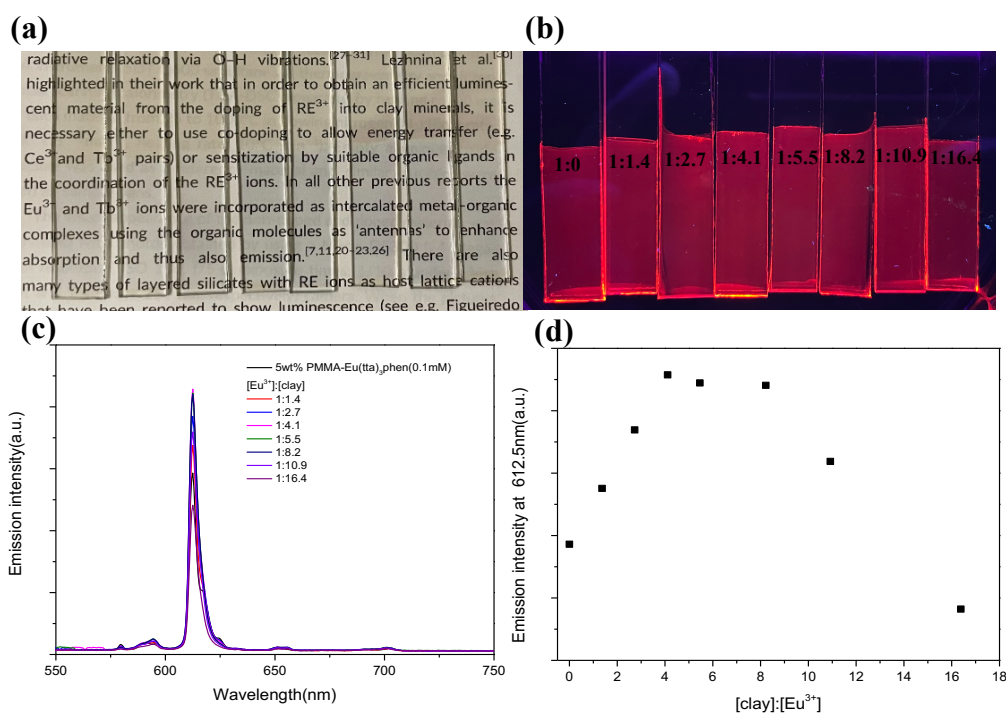 (a)
(b)
radiative relaxation via O–H vibrations.[27–31] Lezhnina et al.[30]
highlighted in their work that in order to obtain an efficient lumines-
cent material from the doping of RE³⁺ into clay minerals, it is
necessary either to use co-doping to allow energy transfer (e.g.
Ce³⁺ and Tb³⁺ pairs) or sensitization by suitable organic ligands in
the coordination of the RE³⁺ ions. In all other previous reports the
Eu³⁺ and Tb³⁺ ions were incorporated as intercalated metal-organic
complexes using the organic molecules as 'antennas' to enhance
absorption and thus also emission.[7,11,20–23,26] There are also
many types of layered silicates with RE ions as host lattice cations
that have been reported to show luminescence (see e.g. Figueiredo
1:0 1:1.4 1:2.7 1:4.1 1:5.5 1:8.2 1:10.9 1:16.4
(c)
(d)
Emission intensity(a.u.)
5wt% PMMA-Eu(tta)₃phen(0.1mM)
[Eu³⁺]:[clay]
1:1.4
1:2.7
1:4.1
1:5.5
1:8.2
1:10.9
1:16.4
550 600 650 700 750
Wavelength(nm)
Emission intensity at 612.5nm(a.u.)
0 2 4 6 8 10 12 14 16 18
[clay]:[Eu³⁺]